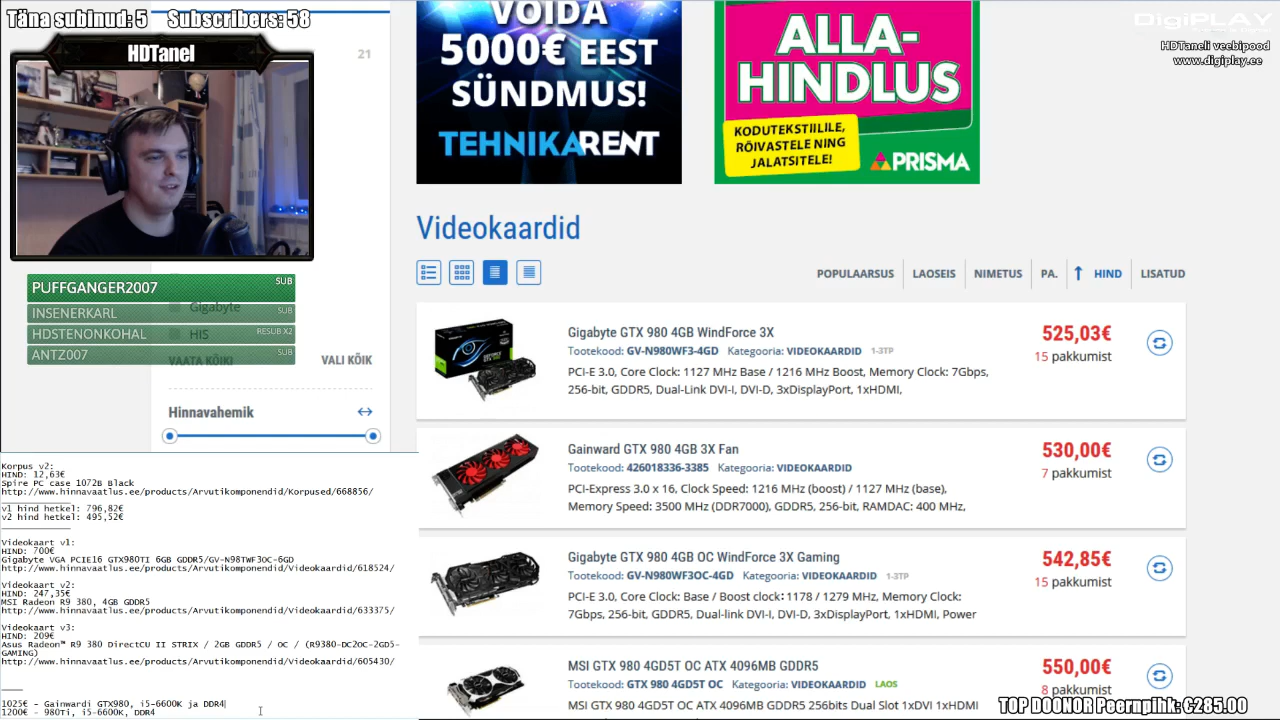 Täna subinud: 5
Subscribers: 58
HDTanel
21
PUFFGANGER2007 SUB
INSENERKARL SUB
HDSTENONKOHAL RESUB X2
ANTZ007 SUB
Gigabyte
HIS
VAATA KÕIKI
VALI KÕIK
Hinnavahemik
VÕIDA
5000€ EEST
SÜNDMUS!
TEHNIKARENT
ALLA-
HINDLUS
KODUTEKSTIILILE,
RÕIVASTELE NING
JALATSITELE!
PRISMA
DigiPLAY
HDTaneli veebipood
www.digiplay.ee
Videokaardid
POPULAARSUS LAOSEIS NIMETUS PA. HIND LISATUD
Gigabyte GTX 980 4GB WindForce 3X
Tootekood: GV-N980WF3-4GD Kategooria: VIDEOKAARDID 1-3TP
PCI-E 3.0, Core Clock: 1127 MHz Base / 1216 MHz Boost, Memory Clock: 7Gbps,
256-bit, GDDR5, Dual-Link DVI-I, DVI-D, 3xDisplayPort, 1xHDMI,
525,03€
15 pakkumist
Gainward GTX 980 4GB 3X Fan
Tootekood: 426018336-3385 Kategooria: VIDEOKAARDID
PCI-Express 3.0 x 16, Clock Speed: 1216 MHz (boost) / 1127 MHz (base),
Memory Speed: 3500 MHz (DDR7000), GDDR5, 256-bit, RAMDAC: 400 MHz,
530,00€
7 pakkumist
Gigabyte GTX 980 4GB OC WindForce 3X Gaming
Tootekood: GV-N980WF3OC-4GD Kategooria: VIDEOKAARDID 1-3TP
PCI-E 3.0, Core Clock: Base / Boost clock: 1178 / 1279 MHz, Memory Clock:
7Gbps, 256-bit, GDDR5, Dual-link DVI-I, DVI-D, 3xDisplayPort, 1xHDMI, Power
542,85€
15 pakkumist
MSI GTX 980 4GD5T OC ATX 4096MB GDDR5
Tootekood: GTX 980 4GD5T OC Kategooria: VIDEOKAARDID LAOS
MSI GTX 980 4GD5T OC ATX 4096MB GDDR5 256bits Dual Slot 1xDVI 1xHDMI
550,00€
8 pakkumist
TOP DOONOR Peernpihk: €285.00
Korpus v2:
HIND: 12,63€
Spire PC case 1072B Black
http://www.hinnavaatlus.ee/products/Arvutikomponendid/Korpused/668856/
v1 hind hetkel: 796,82€
v2 hind hetkel: 495,52€
Videokaart v1:
HIND: 700€
Gigabyte VGA PCIE16 GTX980TI 6GB GDDR5/GV-N98TWF3OC-6GD
http://www.hinnavaatlus.ee/products/Arvutikomponendid/Videokaardid/618524/
Videokaart v2:
HIND: 247,35€
MSI Radeon R9 380, 4GB GDDR5
http://www.hinnavaatlus.ee/products/Arvutikomponendid/Videokaardid/633375/
Videokaart v3:
HIND: 209€
Asus Radeon™ R9 380 DirectCU II STRIX / 2GB GDDR5 / OC / (R9380-DC2OC-2GD5-
GAMING)
http://www.hinnavaatlus.ee/products/Arvutikomponendid/Videokaardid/605430/
1025€ - Gainwardi GTX980, i5-6600K ja DDR4
1200€ - 980Ti, i5-6600K, DDR4